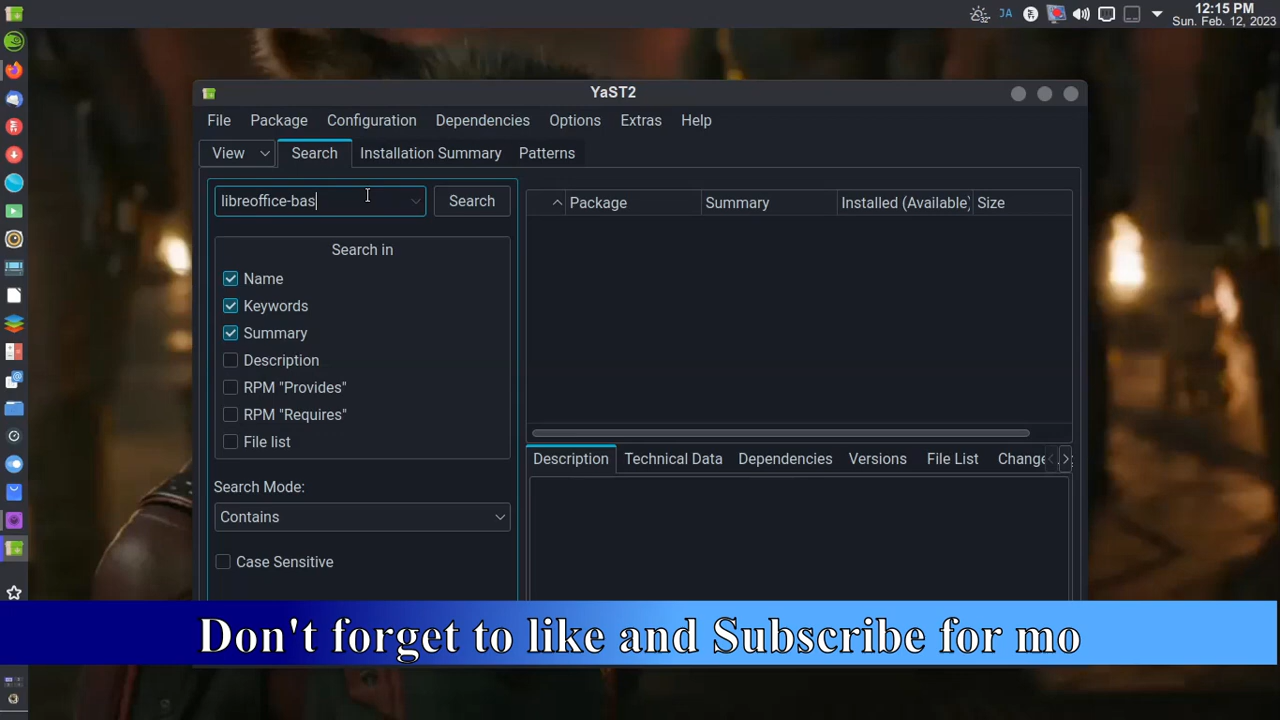 12:15 PM
JA
Sun. Feb. 12, 2023
YaST2
File Package Configuration Dependencies Options Extras Help
View Search Installation Summary Patterns
libreoffice-bas Search
Package Summary Installed (Available) Size
Search in
Name
Keywords
Summary
Description
RPM "Provides"
RPM "Requires"
File list
Description Technical Data Dependencies Versions File List Change
Search Mode:
Contains
Case Sensitive
Don't forget to like and Subscribe for mo